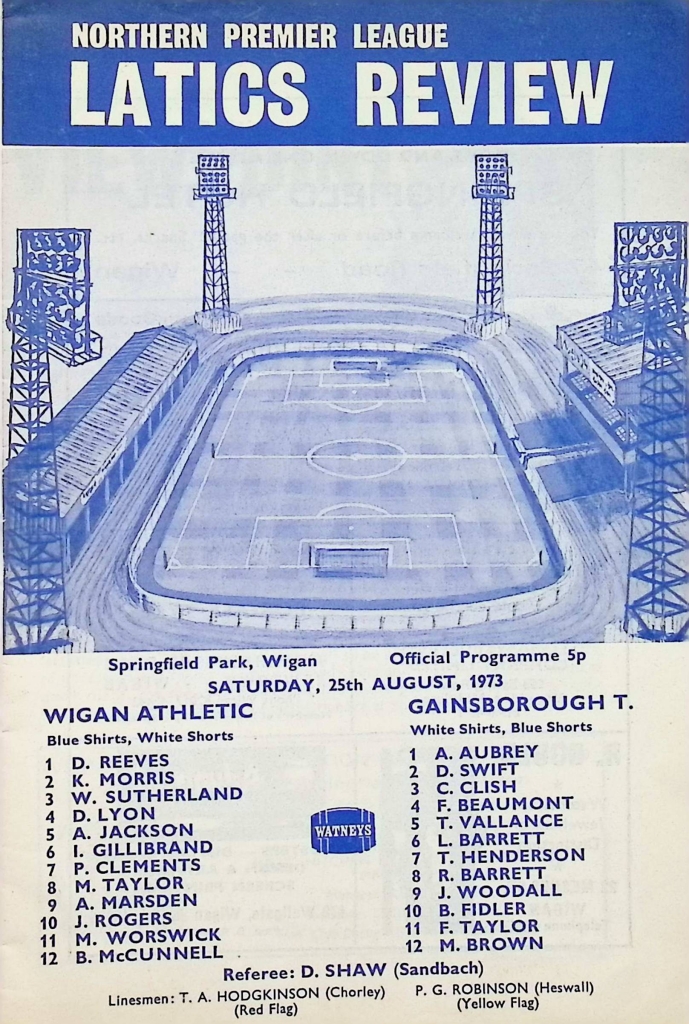 NORTHERN PREMIER LEAGUE
LATICS REVIEW
Springfield Park, Wigan
Official Programme 5p
SATURDAY, 25th AUGUST, 1973
WIGAN ATHLETIC
Blue Shirts, White Shorts
1 D. REEVES
2 K. MORRIS
3 W. SUTHERLAND
4 D. LYON
5 A. JACKSON
6 I. GILLIBRAND
7 P. CLEMENTS
8 M. TAYLOR
9 A. MARSDEN
10 J. ROGERS
11 M. WORSWICK
12 B. McCUNNELL
WATNEYS
GAINSBOROUGH T.
White Shirts, Blue Shorts
1 A. AUBREY
2 D. SWIFT
3 C. CLISH
4 F. BEAUMONT
5 T. VALLANCE
6 L. BARRETT
7 T. HENDERSON
8 R. BARRETT
9 J. WOODALL
10 B. FIDLER
11 F. TAYLOR
12 M. BROWN
Referee: D. SHAW (Sandbach)
Linesmen: T. A. HODGKINSON (Chorley)
(Red Flag)
P. G. ROBINSON (Heswall)
(Yellow Flag)